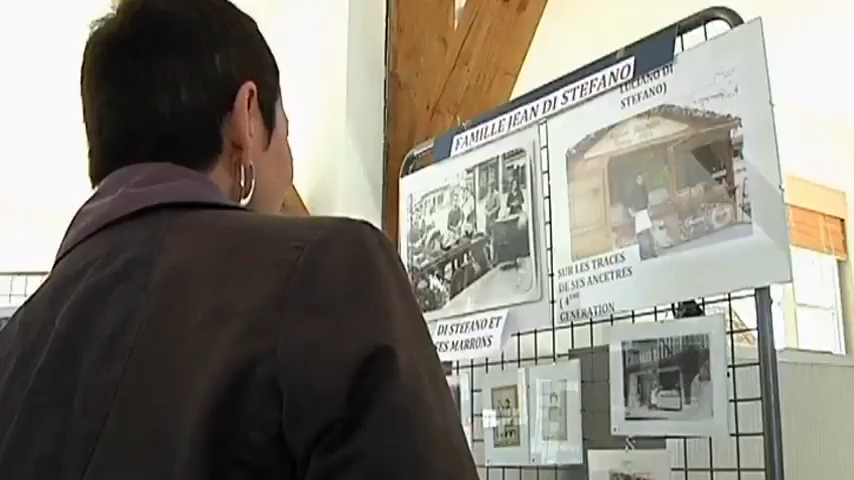 FAMILLE JEAN DI STEFANO
LUCIANO DI
STEFANO)
SUR LES TRACES
DE SES ANCETRES
( 4EME
GENERATION
DI STEFANO ET
SES MARRONS